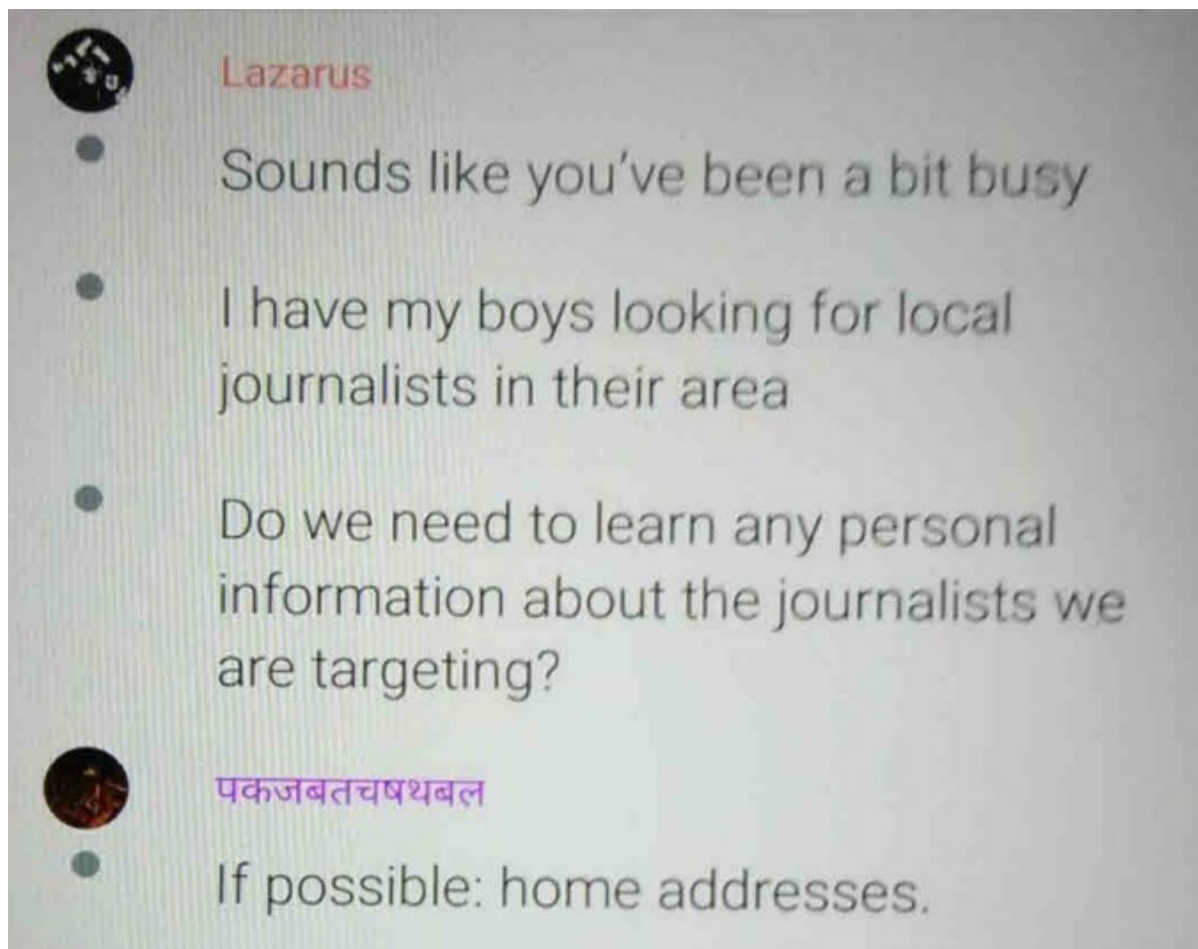 Lazarus
Sounds like you've been a bit busy
I have my boys looking for local
journalists in their area
Do we need to learn any personal
information about the journalists we
are targeting?
पकजबतचषथबल
If possible: home addresses.